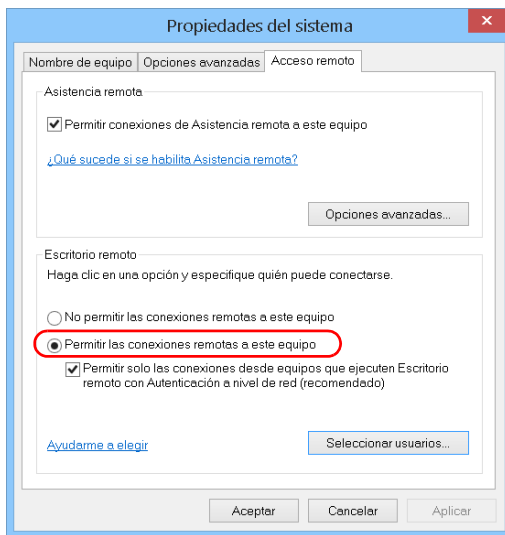 Propiedades del sistema
Nombre de equipo Opciones avanzadas Acceso remoto
Asistencia remota
Permitir conexiones de Asistencia remota a este equipo
¿Qué sucede si se habilita Asistencia remota?
Opciones avanzadas...
Escritorio remoto
Haga clic en una opción y especifique quién puede conectarse.
No permitir las conexiones remotas a este equipo
Permitir las conexiones remotas a este equipo
Permitir solo las conexiones desde equipos que ejecuten Escritorio
remoto con Autenticación a nivel de red (recomendado)
Ayudarme a elegir
Seleccionar usuarios...
Aceptar Cancelar Aplicar